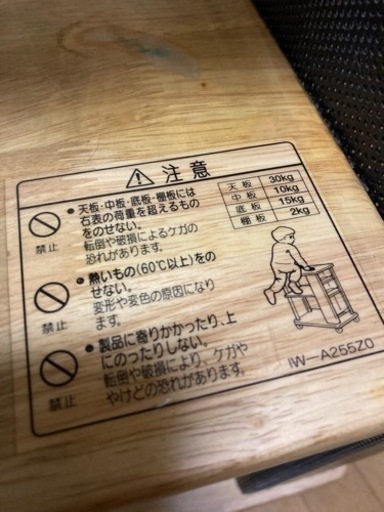 注意
天板・中板・底板・棚板には
右表の荷重を超えるもの
をのせない。
転倒や破損によるケガの
恐れがあります。
禁止
天板 30kg
中板 10kg
底板 15kg
棚板 2kg
熱いもの(60℃以上)を
のせない。
変形や変色の原因になり
ます。
禁止
製品に寄りかかったり、上
にのったりしない。
転倒や破損により、ケガや
やけどの恐れがあります。
禁止
IW-A255Z0